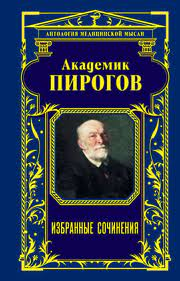 АНТОЛОГИЯ МЕДИЦИНСКОЙ МЫСЛИ
Академик
ПИРОГОВ
ИЗБРАННЫЕ СОЧИНЕНИЯ